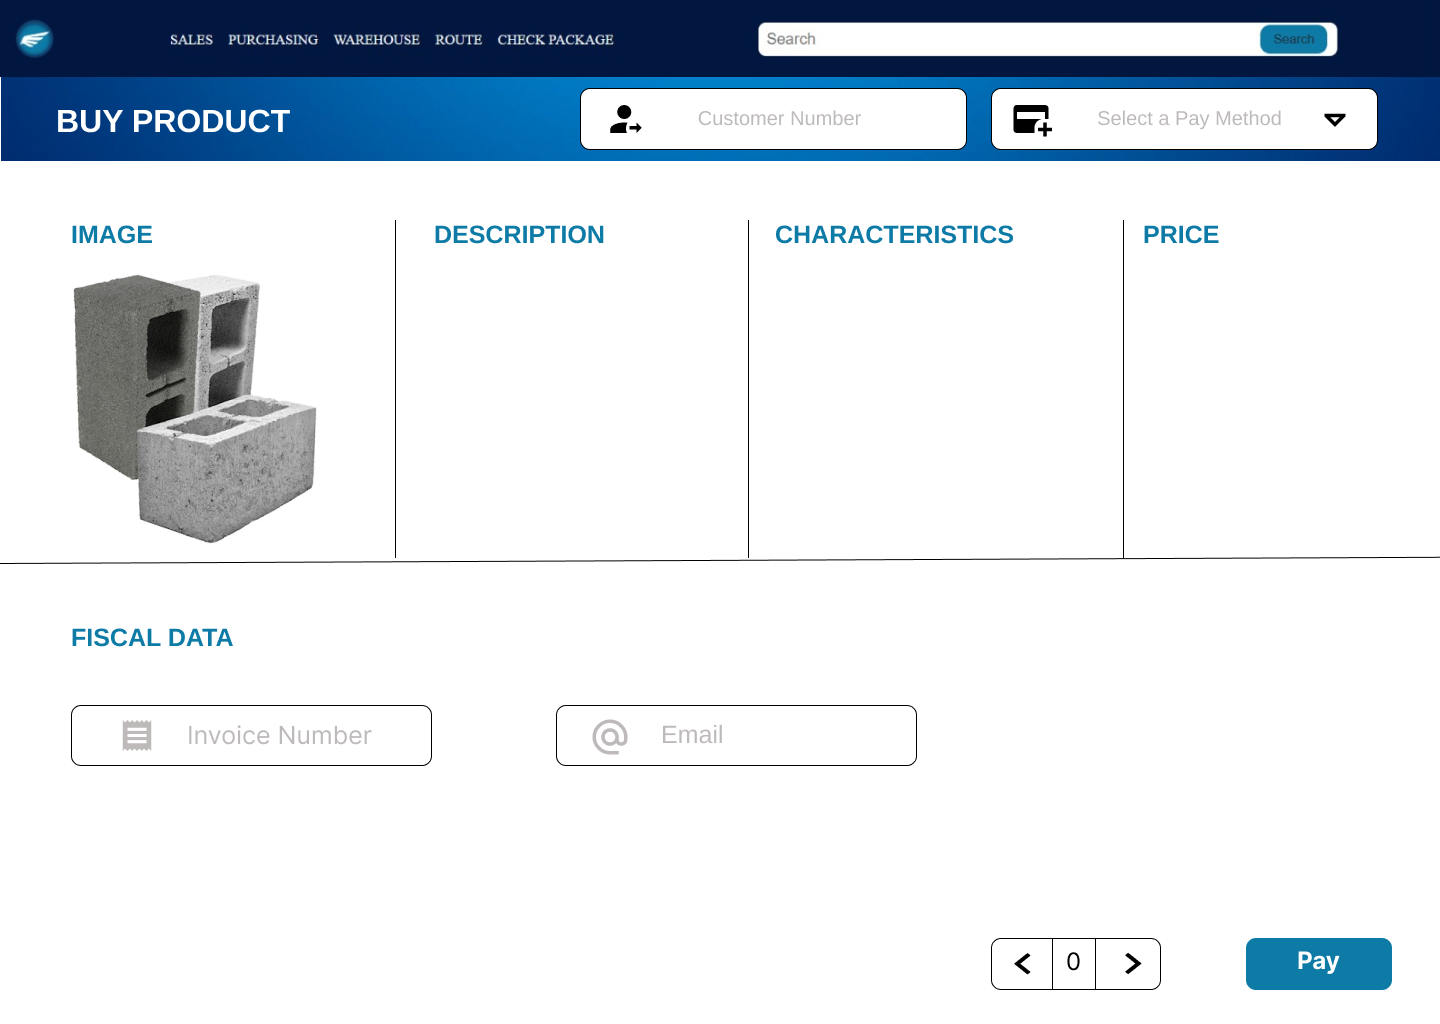 SALES PURCHASING WAREHOUSE ROUTE CHECK PACKAGE
Search
Search
BUY PRODUCT
Customer Number
Select a Pay Method
IMAGE
DESCRIPTION
CHARACTERISTICS
PRICE
FISCAL DATA
Invoice Number
Email
0
Pay